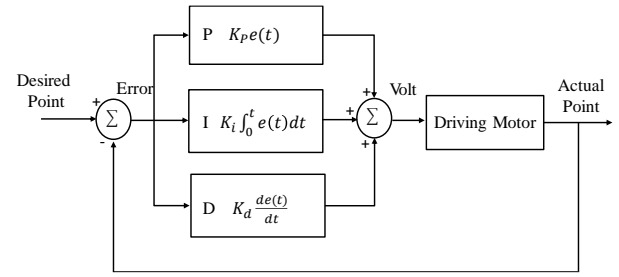 P K_P e(t)
Desired Point
Error
+
Σ
-
I K_i ∫_0^t e(t)dt
+
+
+
Σ
Volt
Driving Motor
Actual Point
D K_d de(t)/dt